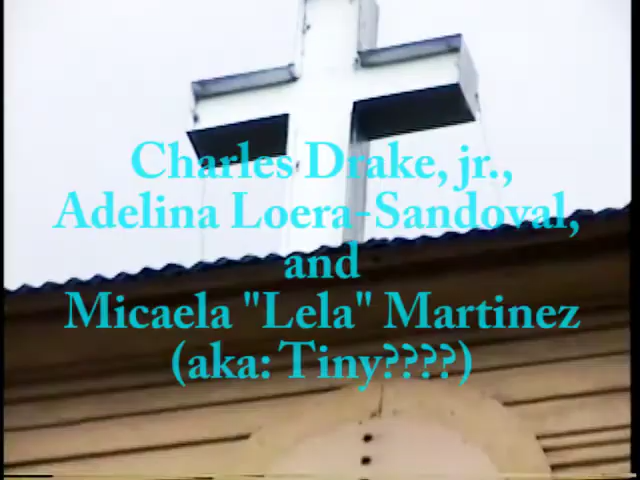 Charles Drake, jr.,
Adelina Loera-Sandoval,
and
Micaela "Lela" Martinez
(aka: Tiny????)